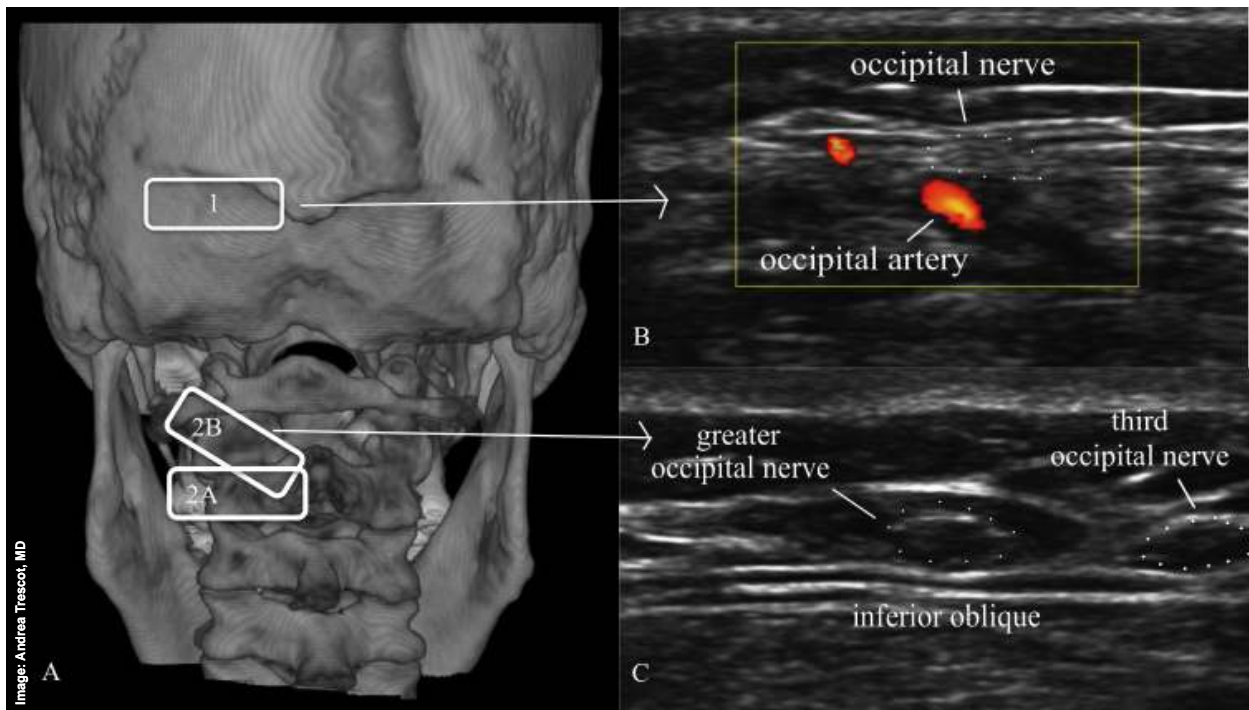 1
2B
2A
A
Image: Andrea Trescot, MD
occipital nerve
occipital artery
B
greater
occipital nerve
third
occipital nerve
inferior oblique
C